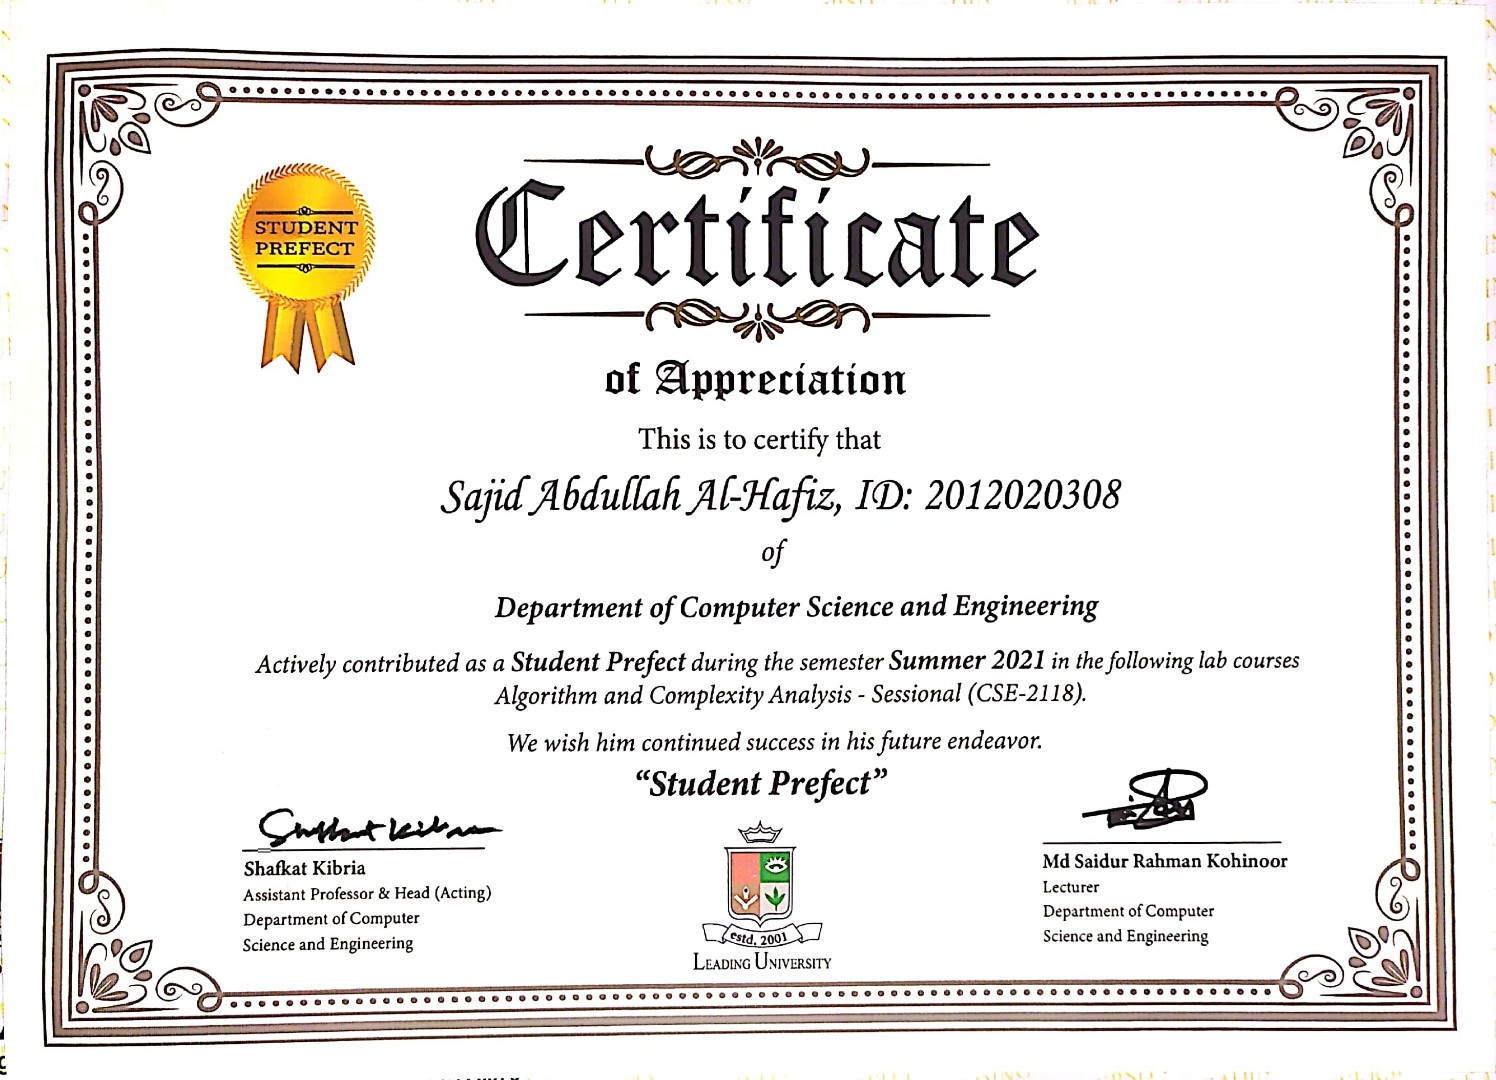 STUDENT
PREFECT
Certificate
of Appreciation
This is to certify that
Sajid Abdullah Al-Hafiz, ID: 2012020308
of
Department of Computer Science and Engineering
Actively contributed as a Student Prefect during the semester Summer 2021 in the following lab courses
Algorithm and Complexity Analysis - Sessional (CSE-2118).
We wish him continued success in his future endeavor.
“Student Prefect”
Shafkat Kibria
Shafkat Kibria
Assistant Professor & Head (Acting)
Department of Computer
Science and Engineering
estd. 2001
LEADING UNIVERSITY
Md Saidur Rahman Kohinoor
Lecturer
Department of Computer
Science and Engineering